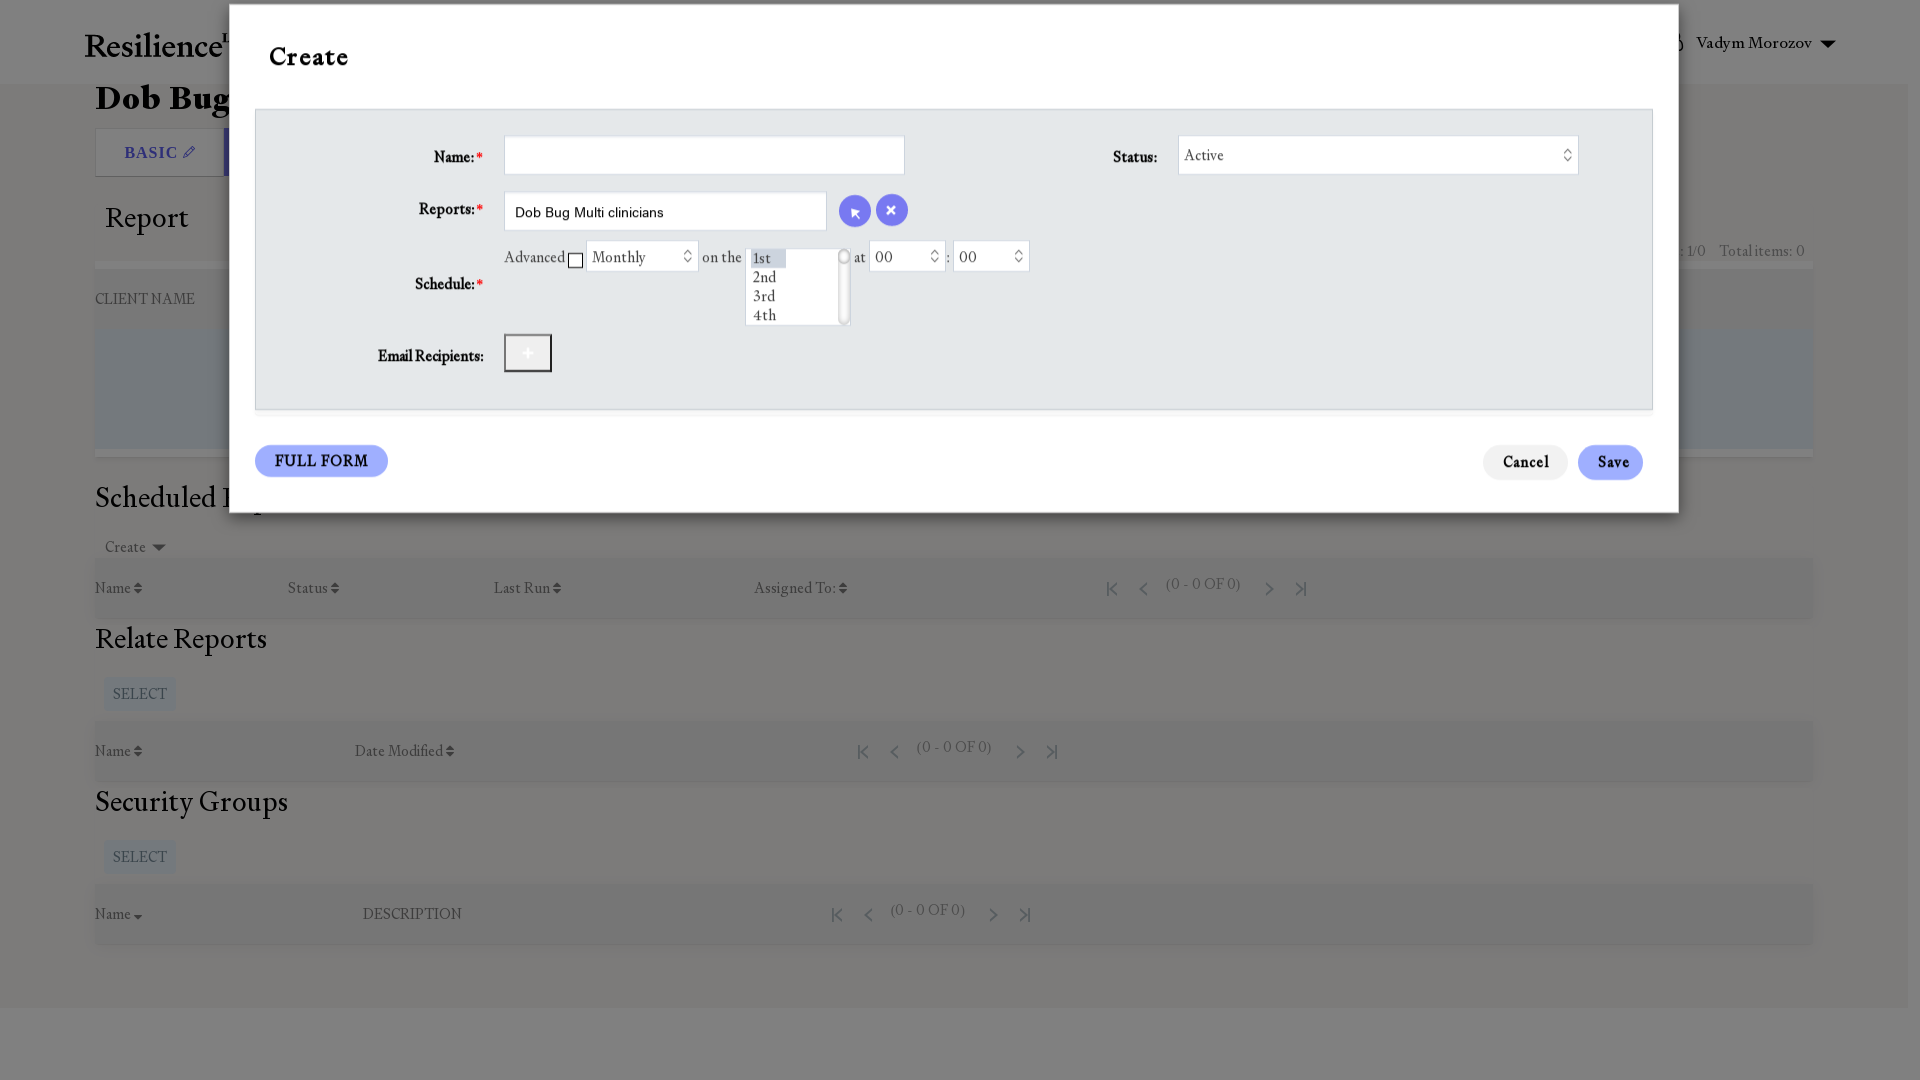 Resilience
Vadym Morozov
Dob Bug
BASIC
Report
Create
Name:*
Status:
Active
Reports:*
Dob Bug Multi clinicians
Schedule:*
Advanced
Monthly
on the
1st
2nd
3rd
4th
at
00
:
00
Email Recipients:
+
FULL FORM
Cancel
Save
: 1/0
Total items: 0
CLIENT NAME
Scheduled
Create
Name
Status
Last Run
Assigned To:
(0 - 0 OF 0)
Relate Reports
SELECT
Name
Date Modified
(0 - 0 OF 0)
Security Groups
SELECT
Name
DESCRIPTION
(0 - 0 OF 0)